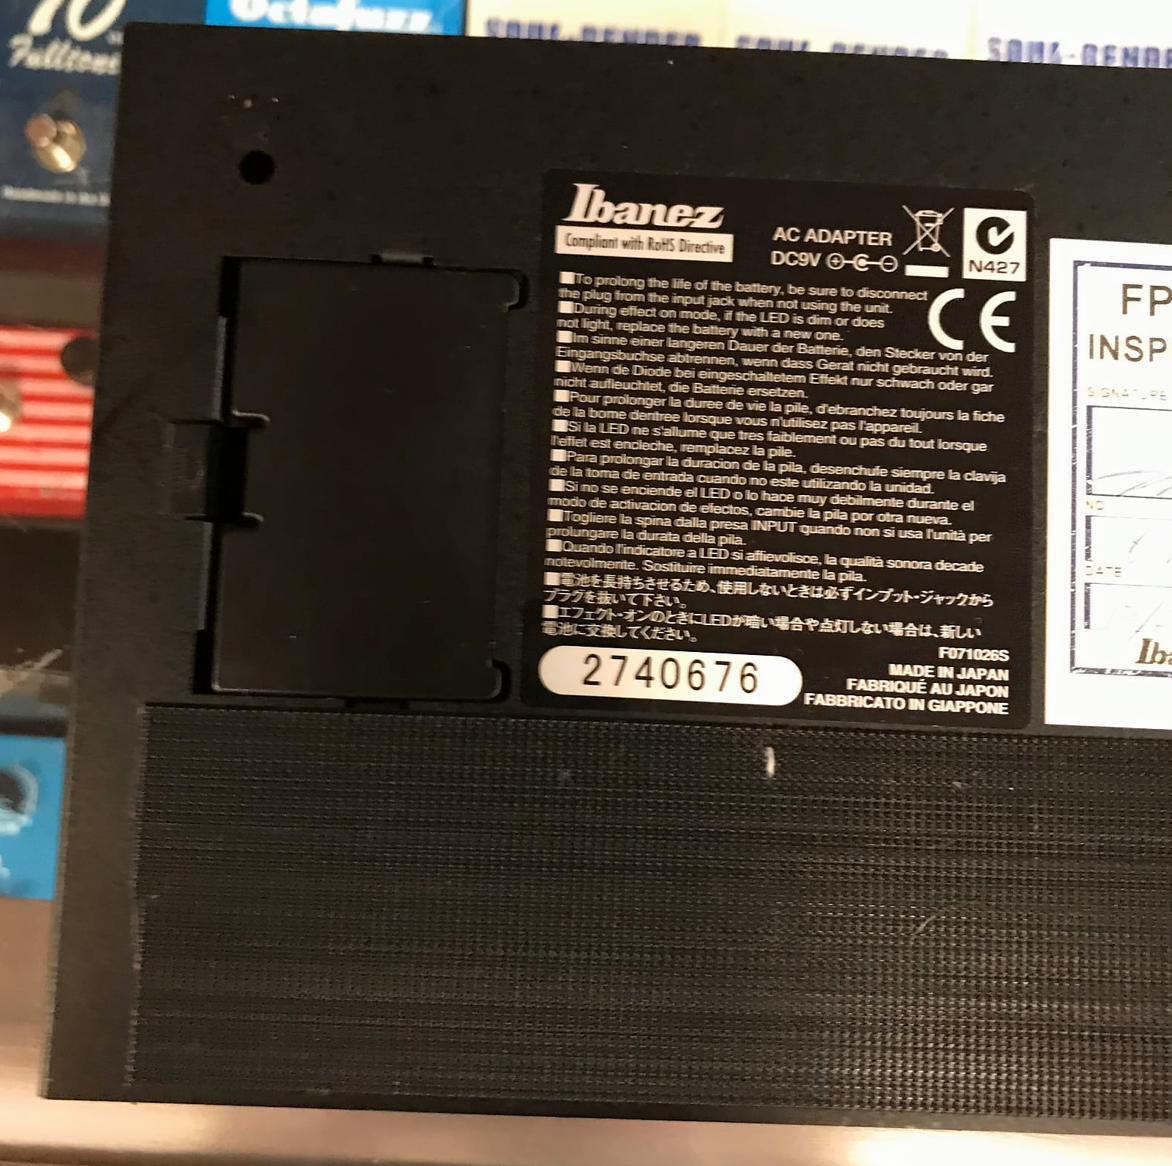 10
Fulltone
Octafuzz
SOUL-BENDER
SOUL-BENDER
SOUL-BENDE
Ibanez
Compliant with RoHS Directive
AC ADAPTER
DC9V
N427
CE
■To prolong the life of the battery, be sure to disconnect
the plug from the input jack when not using the unit.
■During effect on mode, if the LED is dim or does
not light, replace the battery with a new one.
■Im sinne einer langeren Dauer der Batterie, den Stecker von der
Eingangsbuchse abtrennen, wenn dass Gerat nicht gebraucht wird.
■Wenn de Diode bei eingeschaltetem Effekt nur schwach oder gar
nicht aufleuchtet, die Batterie ersetzen.
■Pour prolonger la duree de vie la pile, d'ebranchez toujours la fiche
de la borne dentree lorsque vous n'utilizez pas l'appareil.
■Si la LED ne s'allume que tres faiblement ou pas du tout lorsque
l'effet est encleche, remplacez la pile.
■Para prolongar la duracion de la pila, desenchufe siempre la clavija
de la toma de entrada cuando no este utilizando la unidad.
■Si no se enciende el LED o lo hace muy debilmente durante el
modo de activacion de efectos, cambie la pila por otra nueva.
■Togliere la spina dalla presa INPUT quando non si usa l'unità per
prolungare la durata della pila.
■Quando l'indicatore a LED si affievolisce, la qualità sonora decade
notevolmente. Sostituire immediatamente la pila.
■電池を長持ちさせるため、使用しないときは必ずインプット・ジャックから
プラグを抜いて下さい。
■エフェクト・オンのときにLEDが暗い場合や点灯しない場合は、新しい
電池に交換してください。
F071026S
2740676
MADE IN JAPAN
FABRIQUÉ AU JAPON
FABBRICATO IN GIAPPONE
FP
INSP
SIGNATURE
NO
DATE
Iba